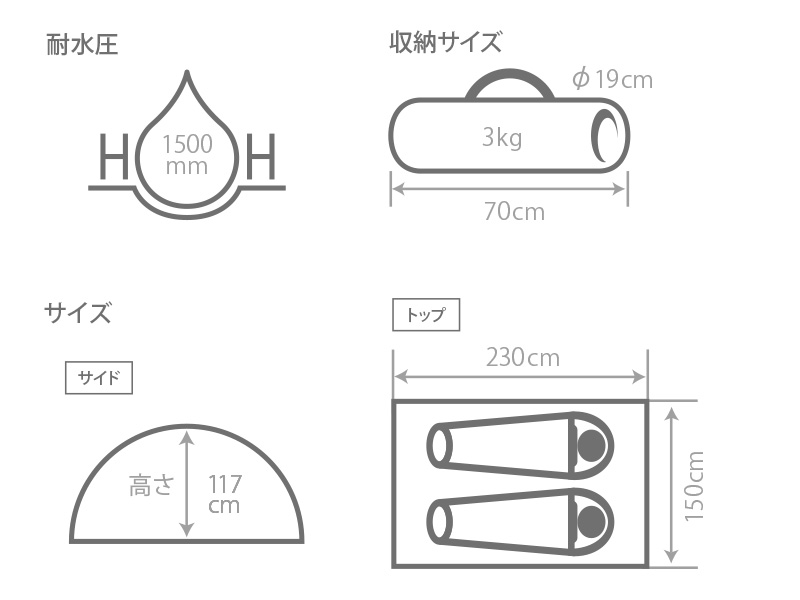 耐水圧
H
1500
mm
H
収納サイズ
φ19cm
3kg
70cm
サイズ
サイド
高さ
117
cm
トップ
230cm
150cm